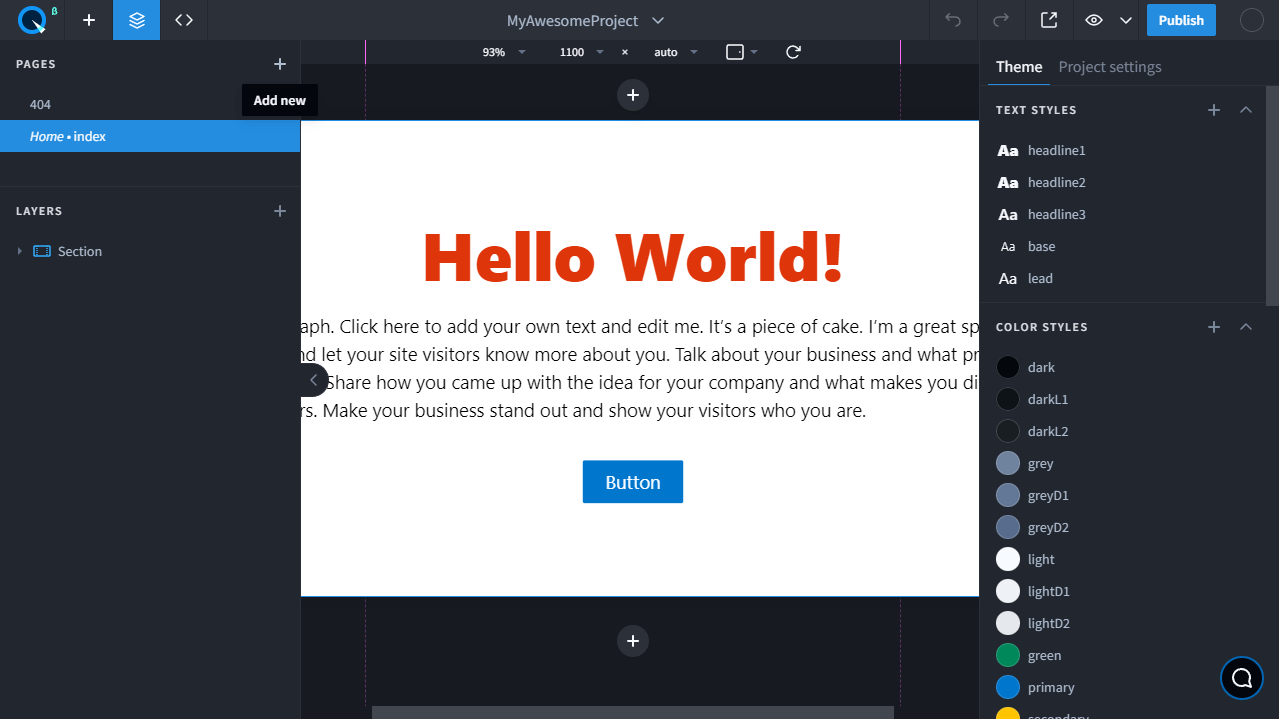 β
MyAwesomeProject
Publish
PAGES
Add new
404
Home • index
LAYERS
Section
93%
1100
×
auto
Hello World!
aph. Click here to add your own text and edit me. It’s a piece of cake. I’m a great sp
nd let your site visitors know more about you. Talk about your business and what pr
Share how you came up with the idea for your company and what makes you di
rs. Make your business stand out and show your visitors who you are.
Button
Theme
Project settings
TEXT STYLES
Aa headline1
Aa headline2
Aa headline3
Aa base
Aa lead
COLOR STYLES
dark
darkL1
darkL2
grey
greyD1
greyD2
light
lightD1
lightD2
green
primary
secondary